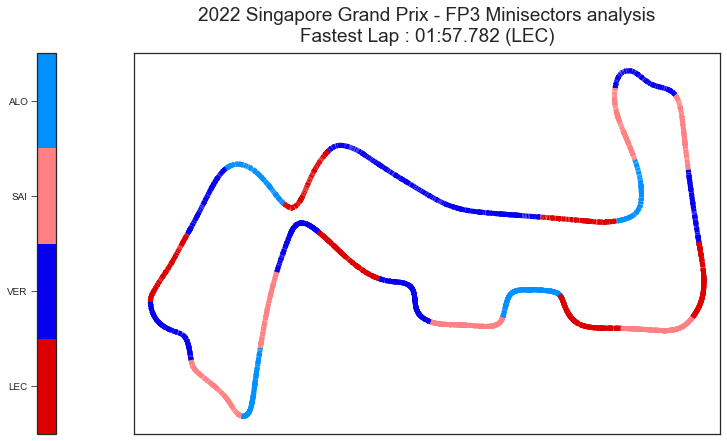 2022 Singapore Grand Prix - FP3 Minisectors analysis
Fastest Lap : 01:57.782 (LEC)
ALO
SAI
VER
LEC